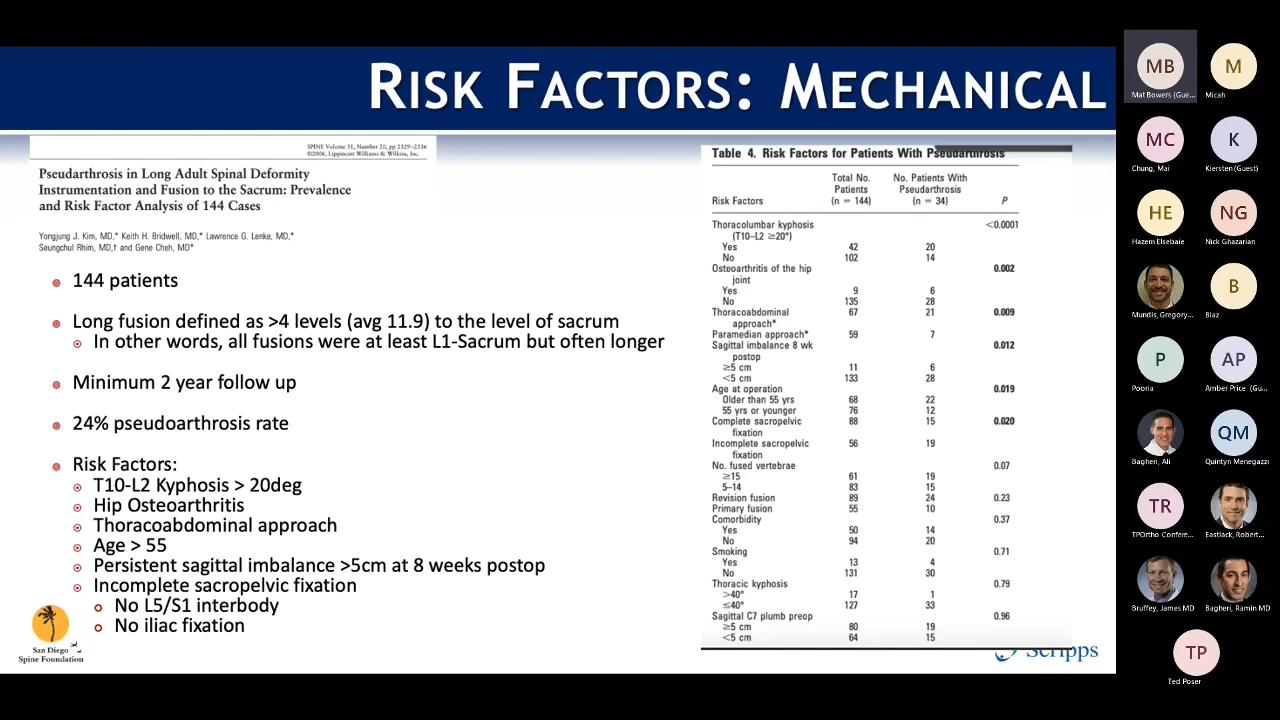 RISK FACTORS: MECHANICAL
SPINE Volume 31, Number 20, pp 2329–2336
©2006, Lippincott Williams & Wilkins, Inc.
Pseudarthrosis in Long Adult Spinal Deformity
Instrumentation and Fusion to the Sacrum: Prevalence
and Risk Factor Analysis of 144 Cases
Yongjung J. Kim, MD,* Keith H. Bridwell, MD,* Lawrence G. Lenke, MD,*
Seungchul Rhim, MD,† and Gene Cheh, MD*
144 patients
Long fusion defined as >4 levels (avg 11.9) to the level of sacrum
In other words, all fusions were at least L1-Sacrum but often longer
Minimum 2 year follow up
24% pseudoarthrosis rate
Risk Factors:
T10-L2 Kyphosis > 20deg
Hip Osteoarthritis
Thoracoabdominal approach
Age > 55
Persistent sagittal imbalance >5cm at 8 weeks postop
Incomplete sacropelvic fixation
No L5/S1 interbody
No iliac fixation
San Diego
Spine Foundation
Table 4. Risk Factors for Patients With Pseudarthrosis
Total No. No. Patients With
Patients Pseudarthrosis
Risk Factors (n = 144) (n = 34) P
Thoracolumbar kyphosis <0.0001
(T10–L2 ≥20°)
Yes 42 20
No 102 14
Osteoarthritis of the hip 0.002
joint
Yes 9 6
No 135 28
Thoracoabdominal 67 21 0.009
approach*
Paramedian approach* 59 7
Sagittal imbalance 8 wk 0.012
postop
≥5 cm 11 6
<5 cm 133 28
Age at operation 0.019
Older than 55 yrs 68 22
55 yrs or younger 76 12
Complete sacropelvic 88 15 0.020
fixation
Incomplete sacropelvic 56 19
fixation
No. fused vertebrae 0.07
≥15 61 19
5–14 83 15
Revision fusion 89 24 0.23
Primary fusion 55 10
Comorbidity 0.37
Yes 50 14
No 94 20
Smoking 0.71
Yes 13 4
No 131 30
Thoracic kyphosis 0.79
>40° 17 1
≤40° 127 33
Sagittal C7 plumb preop 0.96
≥5 cm 80 19
<5 cm 64 15
Scripps
MB
Mat Bowers (Gue...
M
Micah
MC
Chung, Mai
K
Kiersten (Guest)
HE
Hazem Elsebaie
NG
Nick Ghazarian
Mundis, Gregory...
B
Blaz
P
Pooria
AP
Amber Price (Gu...
Bagheri, Ali
QM
Quintyn Menegazzi
TR
TPOrtho Confere...
Eastlack, Robert...
Bruffey, James MD
Bagheri, Ramin MD
TP
Ted Poser